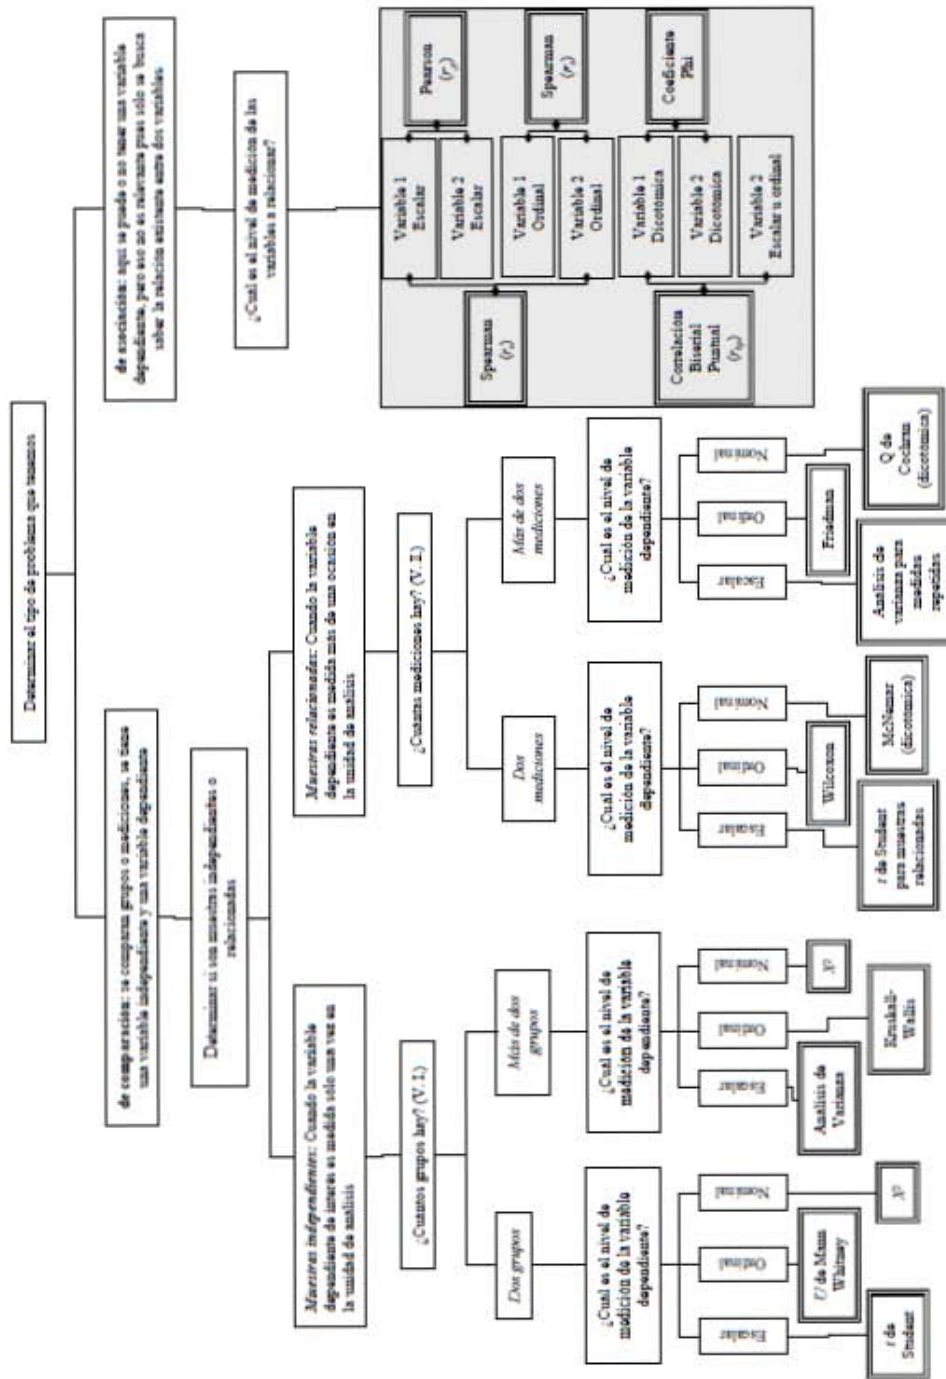 Determinar el tipo de problema que tenemos
de comparación: se comparan grupos o mediciones, se tiene
una variable independiente y una variable dependiente
Determinar si son muestras independientes o
relacionadas
Muestras independientes: Cuando la variable
dependiente de interés es medida sólo una vez en
la unidad de análisis
¿Cuantos grupos hay? (V. I.)
Dos grupos
¿Cual es el nivel de
medición de la variable
dependiente?
Escalar
Ordinal
Nominal
t de
Student
U de Mann
Whitney
X²
Más de dos
grupos
¿Cual es el nivel de
medición de la variable
dependiente?
Escalar
Ordinal
Nominal
Análisis de
Varianza
Kruskall-
Wallis
X²
Muestras relacionadas: Cuando la variable
dependiente es medida más de una ocasión en
la unidad de análisis
¿Cuantas mediciones hay? (V. I.)
Dos
mediciones
¿Cual es el nivel de
medición de la variable
dependiente?
Escalar
Ordinal
Nominal
t de Student
para muestras
relacionadas
Wilcoxon
McNemar
(dicotómica)
Más de dos
mediciones
¿Cual es el nivel de
medición de la variable
dependiente?
Escalar
Ordinal
Nominal
Análisis de
varianza para
medidas
repetidas
Friedman
Q de
Cochran
(dicotómica)
de asociación: aquí se puede o no tener una variable
dependiente, pero eso no es relevante pues sólo se busca
saber la relación existente entre dos variables
¿Cual es el nivel de medición de las
variables a relacionar?
Spearman
Variable 1
Escalar
Variable 2
Escalar
Pearson
Variable 1
Ordinal
Variable 2
Ordinal
Spearman
Correlación
Biserial
Puntual
Variable 1
Dicotómica
Variable 2
Dicotómica
Coeficiente
Phi
Variable 2
Escalar u ordinal